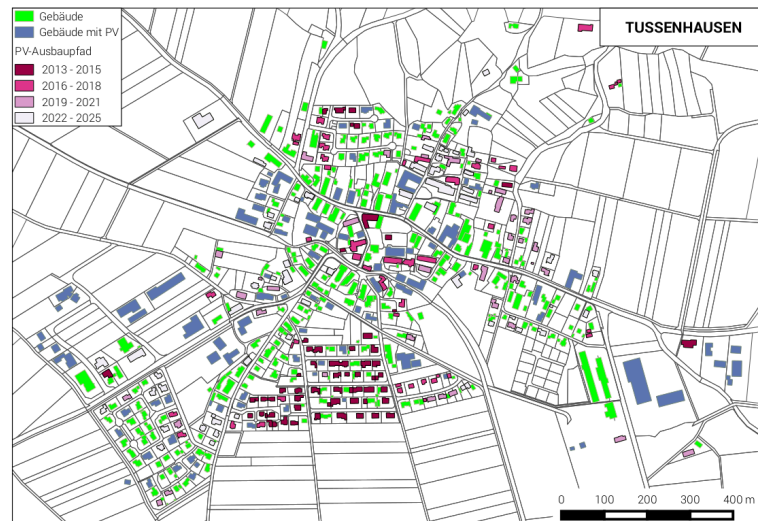 Gebäude
Gebäude mit PV
PV-Ausbaupfad
2013 - 2015
2016 - 2018
2019 - 2021
2022 - 2025
TUSSENHAUSEN
0 100 200 300 400 m